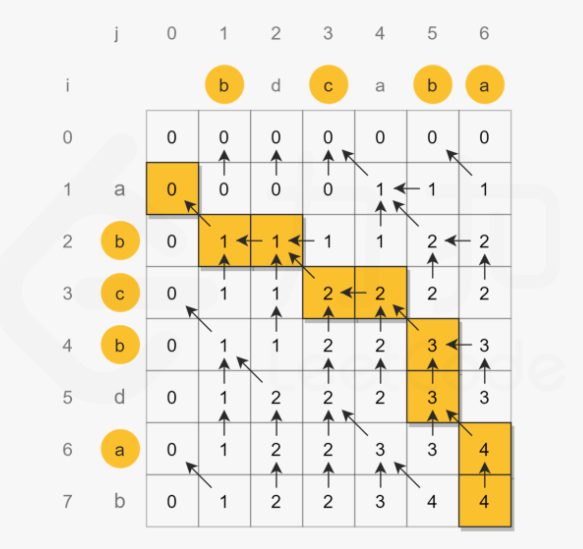 j 0 1 2 3 4 5 6
i b d c a b a
0 0 0 0 0 0 0 0
1 a 0 0 0 0 1 1 1
2 b 0 1 1 1 1 2 2
3 c 0 1 1 2 2 2 2
4 b 0 1 1 2 2 3 3
5 d 0 1 2 2 2 3 3
6 a 0 1 2 2 3 3 4
7 b 0 1 2 2 3 4 4